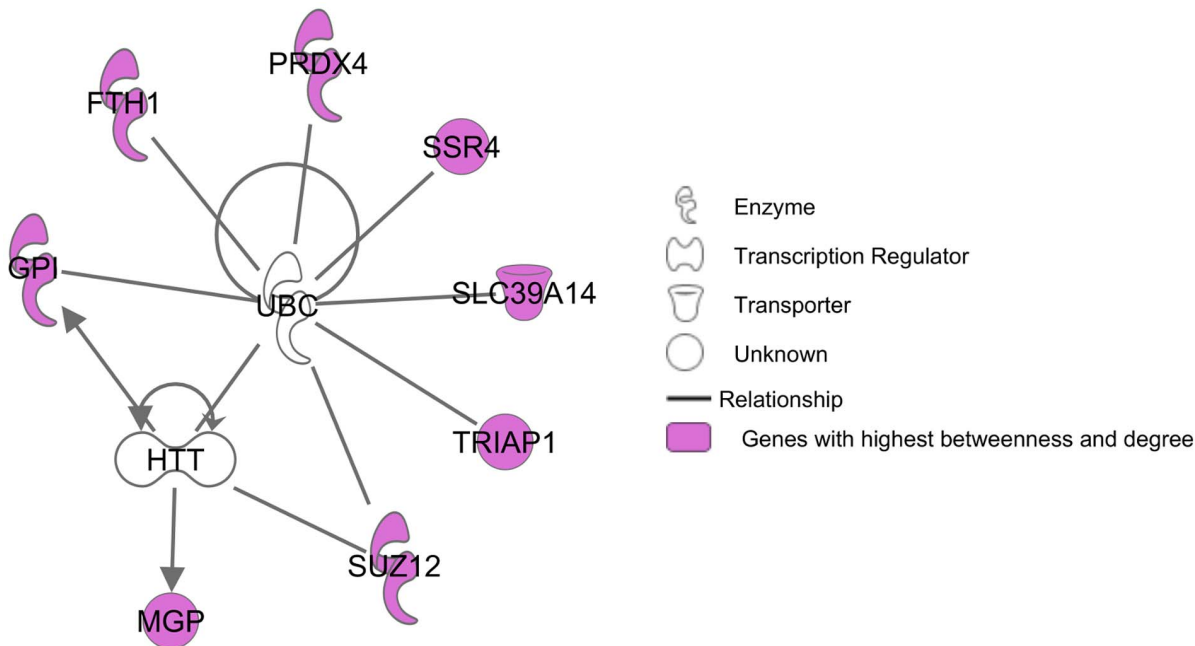 PRDX4
FTH1
SSR4
GPI
UBC
SLC39A14
TRIAP1
HTT
SUZ12
MGP
Enzyme
Transcription Regulator
Transporter
Unknown
Relationship
Genes with highest betweenness and degree